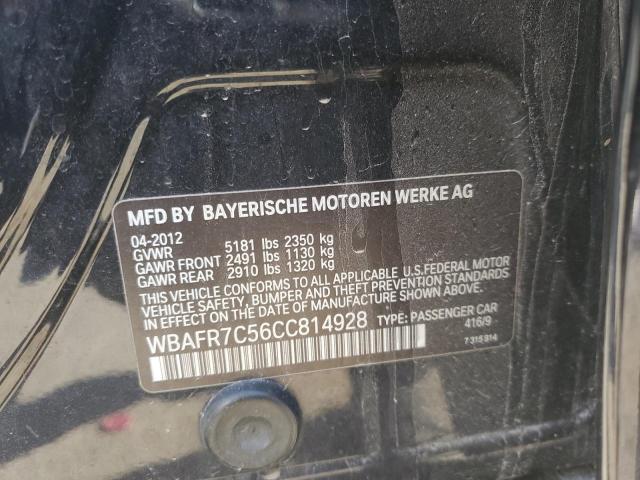 MFD BY BAYERISCHE MOTOREN WERKE AG
04-2012
GVWR 5181 lbs 2350 kg
GAWR FRONT 2491 lbs 1130 kg
GAWR REAR 2910 lbs 1320 kg
THIS VEHICLE CONFORMS TO ALL APPLICABLE U.S.FEDERAL MOTOR
VEHICLE SAFETY, BUMPER AND THEFT PREVENTION STANDARDS
IN EFFECT ON THE DATE OF MANUFACTURE SHOWN ABOVE.
WBAFR7C56CC814928 TYPE: PASSENGER CAR
416/9
7 315 914